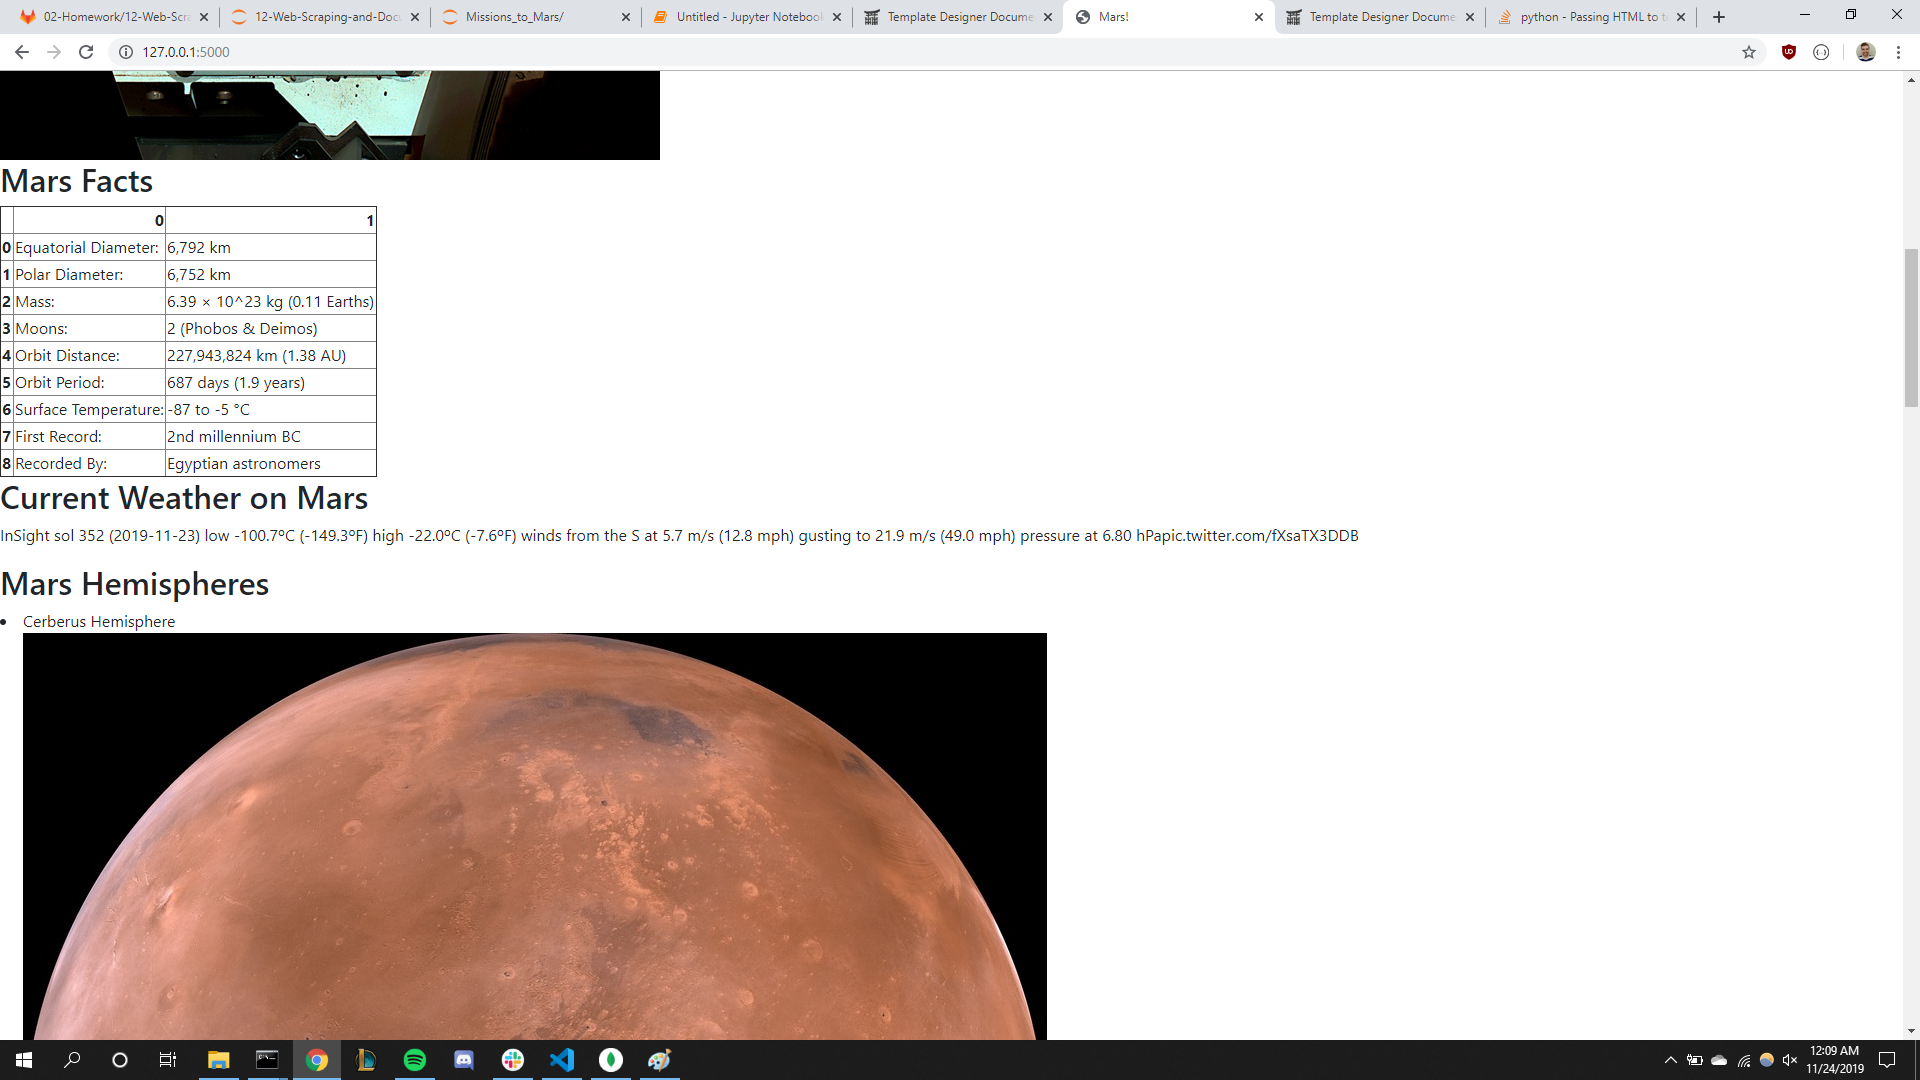 02-Homework/12-Web-Scra
12-Web-Scraping-and-Docu
Missions_to_Mars/
Untitled - Jupyter Notebook
Template Designer Docume
Mars!
Template Designer Docume
python - Passing HTML to te
127.0.0.1:5000
Mars Facts
0 1
0 Equatorial Diameter: 6,792 km
1 Polar Diameter: 6,752 km
2 Mass: 6.39 × 10^23 kg (0.11 Earths)
3 Moons: 2 (Phobos & Deimos)
4 Orbit Distance: 227,943,824 km (1.38 AU)
5 Orbit Period: 687 days (1.9 years)
6 Surface Temperature: -87 to -5 °C
7 First Record: 2nd millennium BC
8 Recorded By: Egyptian astronomers
Current Weather on Mars
InSight sol 352 (2019-11-23) low -100.7ºC (-149.3ºF) high -22.0ºC (-7.6ºF) winds from the S at 5.7 m/s (12.8 mph) gusting to 21.9 m/s (49.0 mph) pressure at 6.80 hPapic.twitter.com/fXsaTX3DDB
Mars Hemispheres
• Cerberus Hemisphere
12:09 AM
11/24/2019